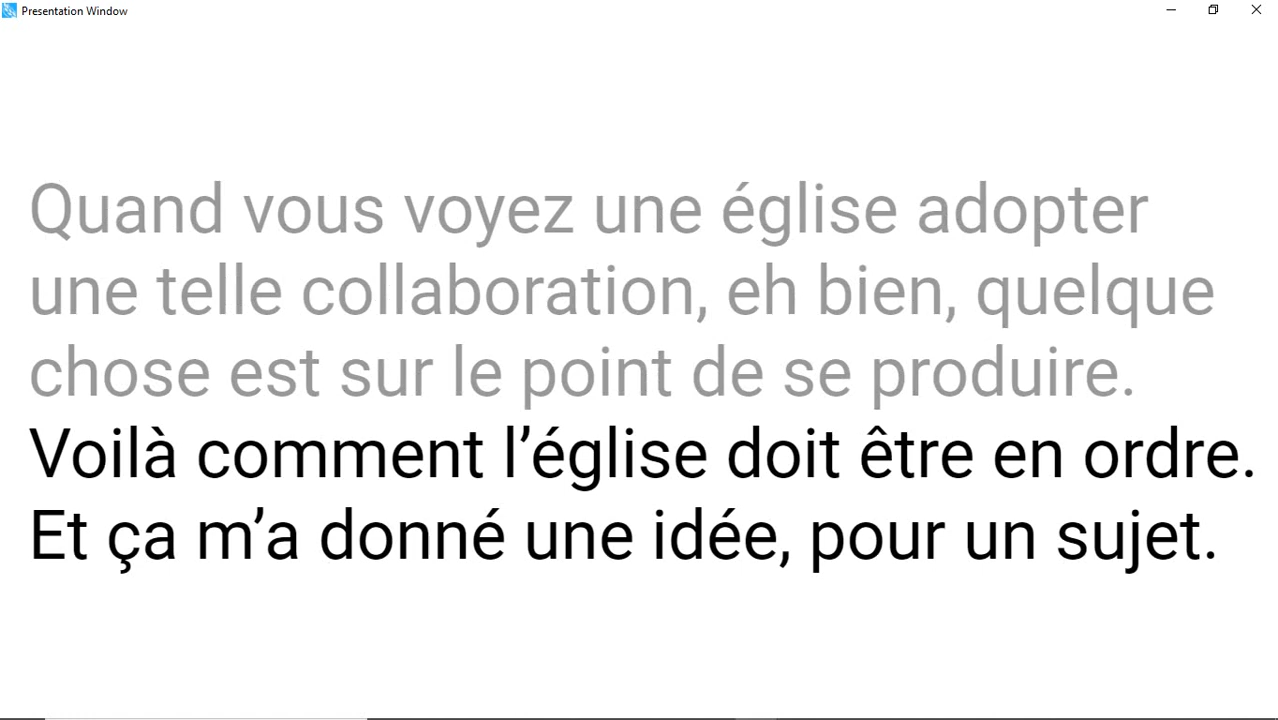 Presentation Window
Quand vous voyez une église adopter
une telle collaboration, eh bien, quelque
chose est sur le point de se produire.
Voilà comment l’église doit être en ordre.
Et ça m’a donné une idée, pour un sujet.